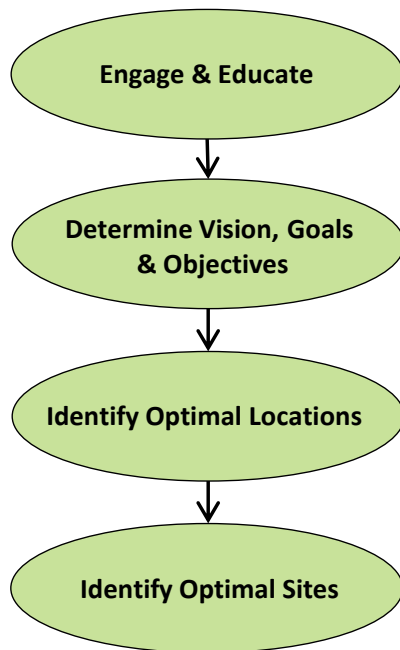 Engage & Educate
Determine Vision, Goals
& Objectives
Identify Optimal Locations
Identify Optimal Sites